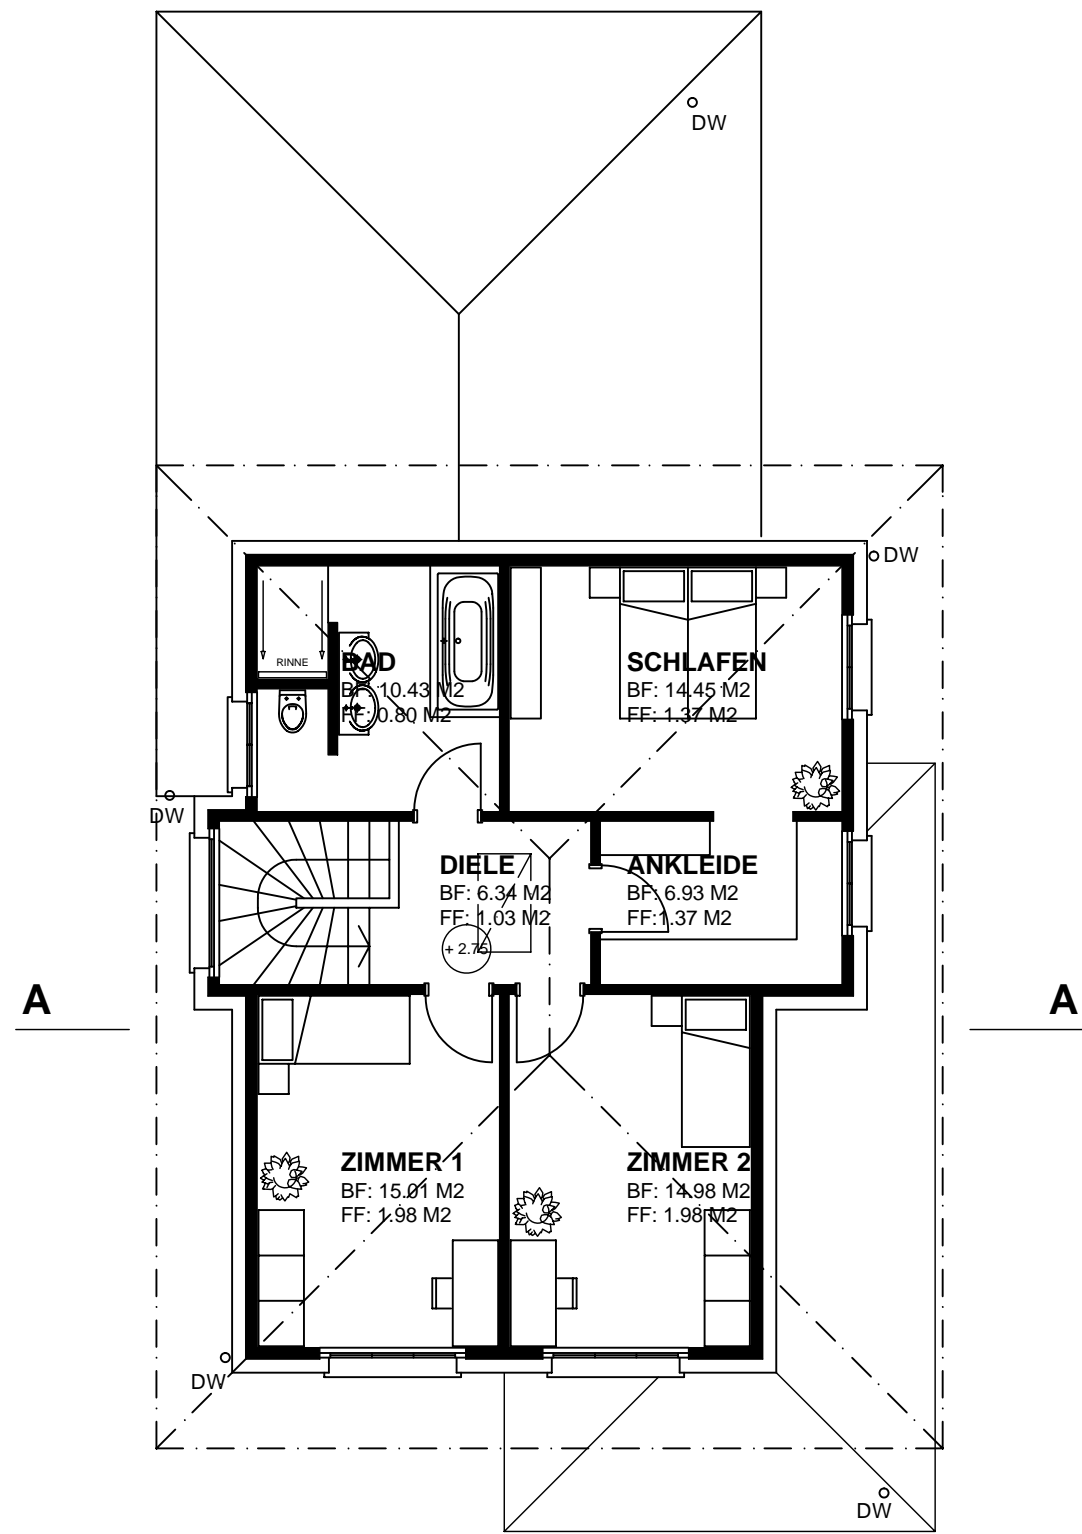 DW
DW
RINNE
BAD
BF: 10.43 M2
FF: 0.80 M2
SCHLAFEN
BF: 14.45 M2
FF: 1.37 M2
DW
DIELE
BF: 6.34 M2
FF: 1.03 M2
+ 2.75
ANKLEIDE
BF: 6.93 M2
FF:1.37 M2
A
A
ZIMMER 1
BF: 15.01 M2
FF: 1.98 M2
ZIMMER 2
BF: 14.98 M2
FF: 1.98 M2
DW
DW